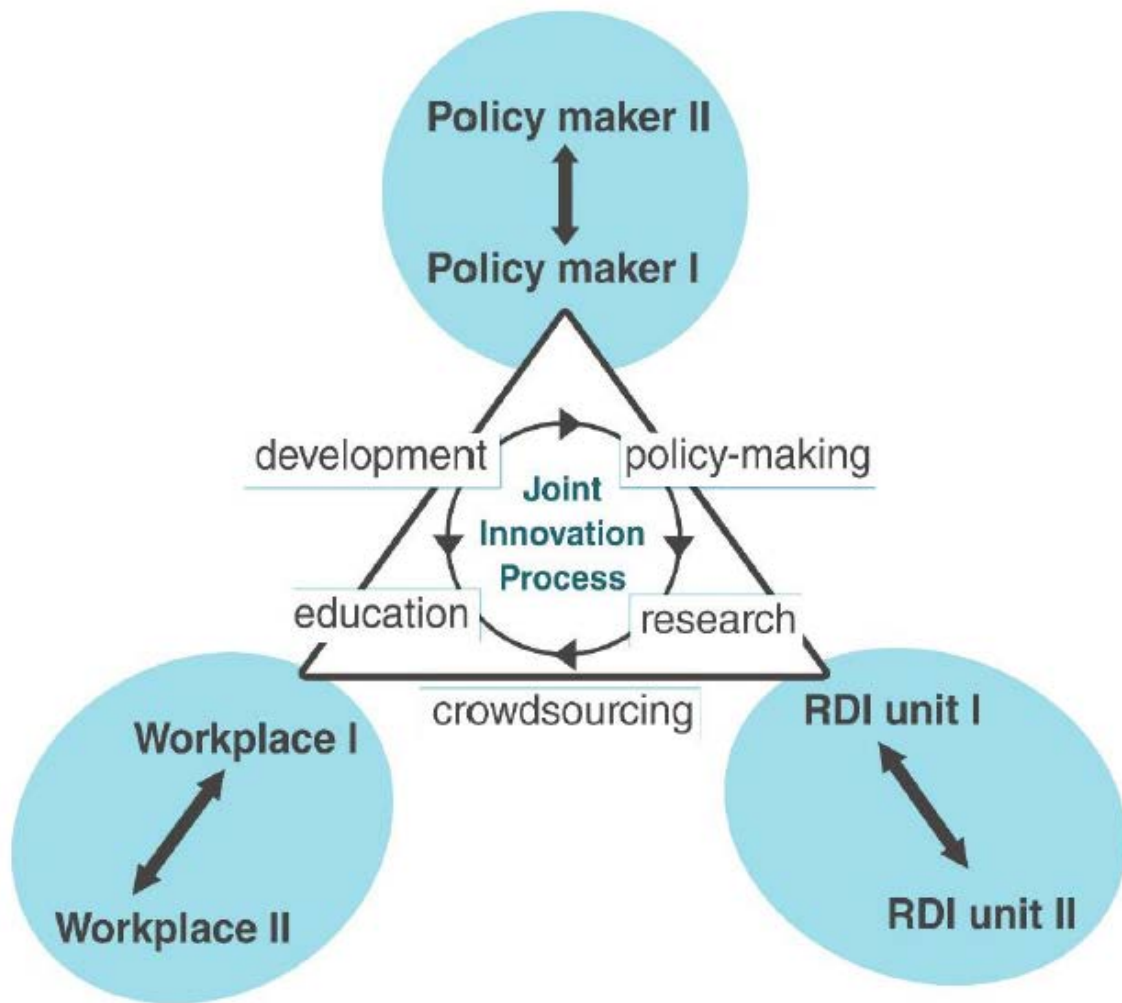 Policy maker II
Policy maker I
development
policy-making
Joint
Innovation
Process
education
research
crowdsourcing
Workplace I
RDI unit I
Workplace II
RDI unit II